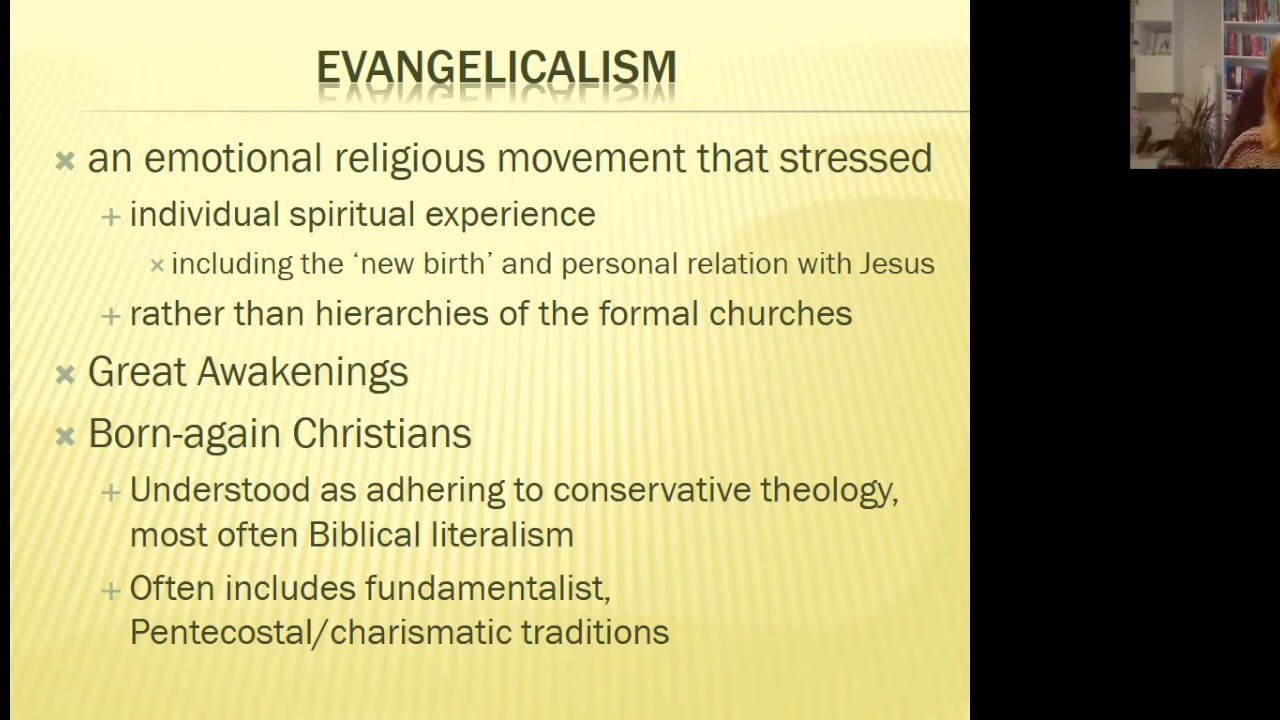 EVANGELICALISM
an emotional religious movement that stressed
individual spiritual experience
including the ‘new birth’ and personal relation with Jesus
rather than hierarchies of the formal churches
Great Awakenings
Born-again Christians
Understood as adhering to conservative theology,
most often Biblical literalism
Often includes fundamentalist,
Pentecostal/charismatic traditions